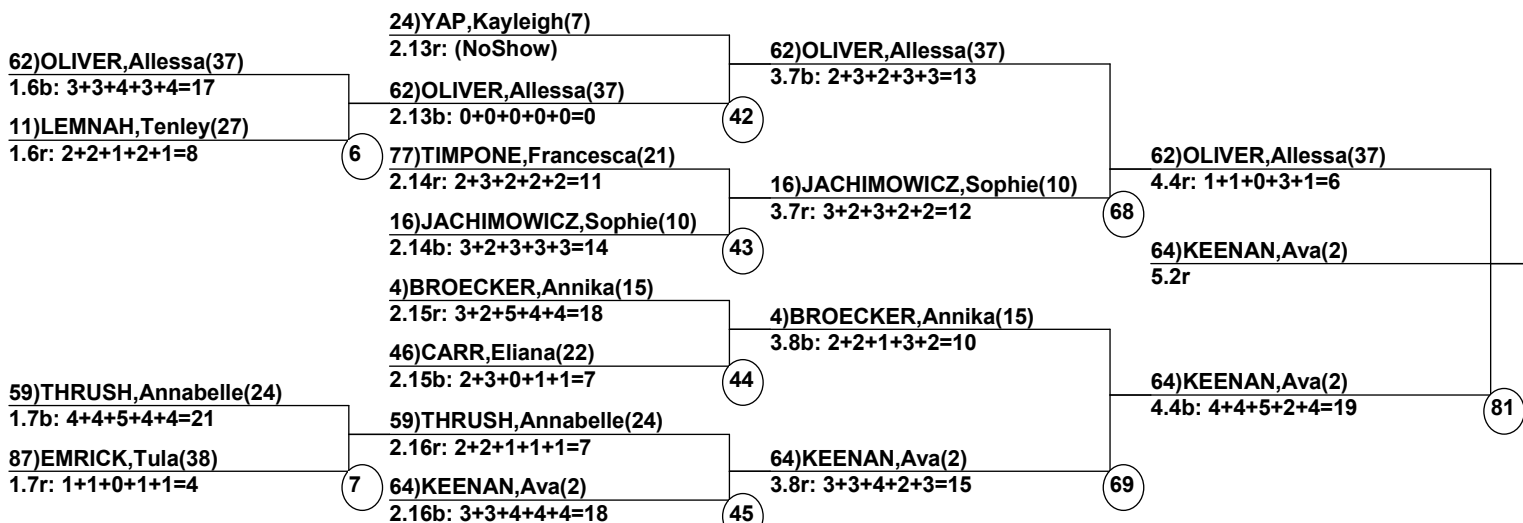 62)OLIVER,Allessa(37)
1.6b: 3+3+4+3+4=17
11)LEMNAH,Tenley(27)
1.6r: 2+2+1+2+1=8
6
59)THRUSH,Annabelle(24)
1.7b: 4+4+5+4+4=21
87)EMRICK,Tula(38)
1.7r: 1+1+0+1+1=4
7
24)YAP,Kayleigh(7)
2.13r: (NoShow)
62)OLIVER,Allessa(37)
2.13b: 0+0+0+0+0=0
42
77)TIMPONE,Francesca(21)
2.14r: 2+3+2+2+2=11
16)JACHIMOWICZ,Sophie(10)
2.14b: 3+2+3+3+3=14
43
4)BROECKER,Annika(15)
2.15r: 3+2+5+4+4=18
46)CARR,Eliana(22)
2.15b: 2+3+0+1+1=7
44
59)THRUSH,Annabelle(24)
2.16r: 2+2+1+1+1=7
64)KEENAN,Ava(2)
2.16b: 3+3+4+4+4=18
45
62)OLIVER,Allessa(37)
3.7b: 2+3+2+3+3=13
16)JACHIMOWICZ,Sophie(10)
3.7r: 3+2+3+2+2=12
68
4)BROECKER,Annika(15)
3.8b: 2+2+1+3+2=10
64)KEENAN,Ava(2)
3.8r: 3+3+4+2+3=15
69
62)OLIVER,Allessa(37)
4.4r: 1+1+0+3+1=6
64)KEENAN,Ava(2)
5.2r
64)KEENAN,Ava(2)
4.4b: 4+4+5+2+4=19
81